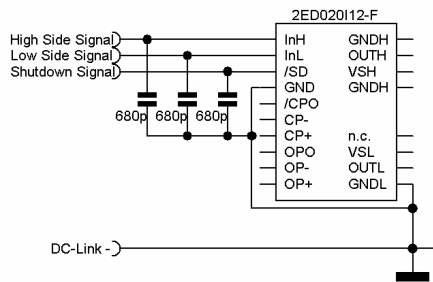 2ED020I12-F
High Side Signal InH GNDH
Low Side Signal InL OUTH
Shutdown Signal /SD VSH
GND GNDH
/CPO
680p 680p 680p CP-
CP+ n.c.
OPO VSL
OP- OUTL
OP+ GNDL
DC-Link -